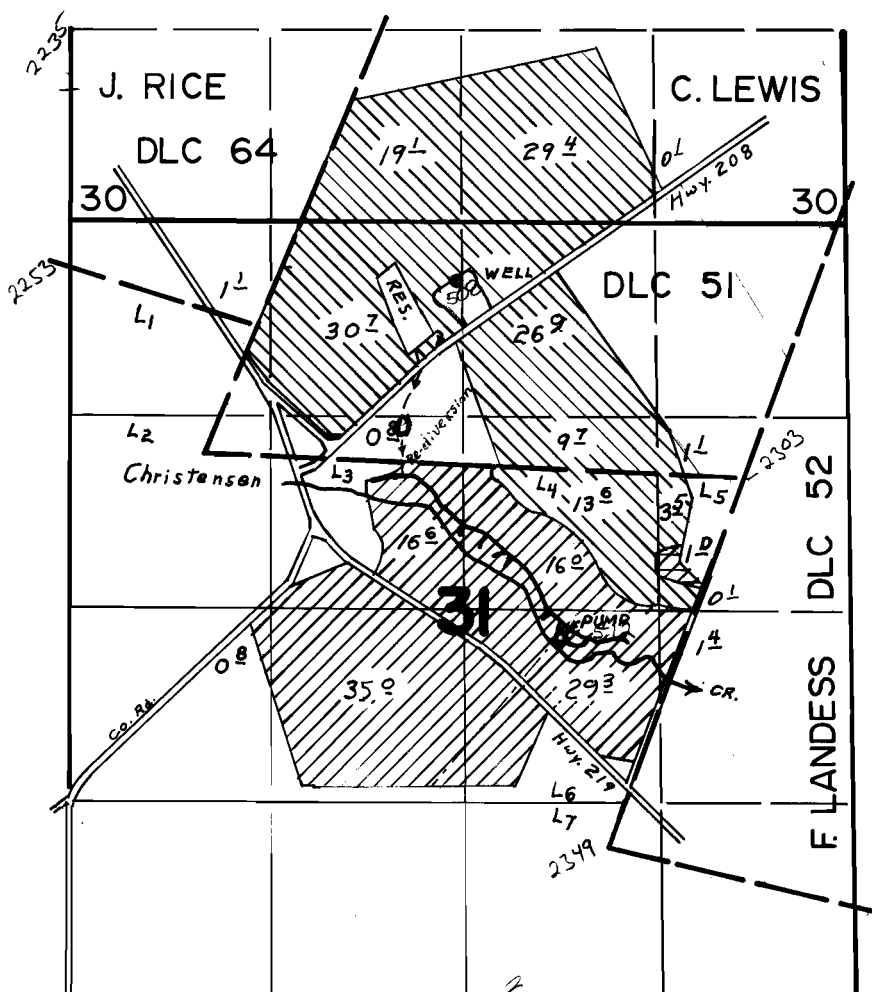 2235
J. RICE
C. LEWIS
DLC 64
19 1
29 4
0 1
Hwy. 208
30
30
2253
1 1
WELL
DLC 51
RES.
L1
30 7
26 9
L2
0 8
Re-diversion
9 7
1 1
2303
Christensen
L3
L4
13 6
L5
3 5
16 6
16 0
1 0
0 1
31
PUMP
1 4
0 8
35 0
29 3
CR.
Co. Rd.
Hwy. 219
L6
L7
2349
F. LANDESS DLC 52
2